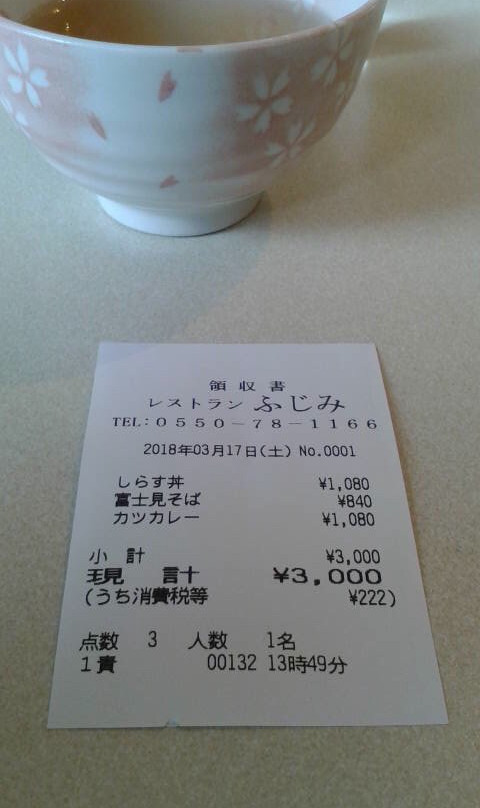 領収書
レストラン ふじみ
TEL:0550-78-1166
2018年03月17日(土) No.0001
しらす丼 ¥1,080
富士見そば ¥840
カツカレー ¥1,080
小 計 ¥3,000
現 計 ¥3,000
(うち消費税等 ¥222)
点数 3 人数 1名
1責 00132 13時49分